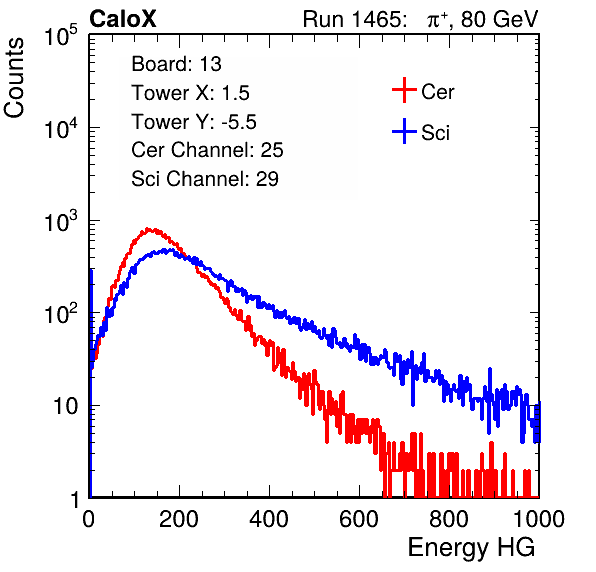 CaloX Run 1465: π⁺, 80 GeV
Counts
Board: 13
Tower X: 1.5
Tower Y: -5.5
Cer Channel: 25
Sci Channel: 29
Cer
Sci
10⁵
10⁴
10³
10²
10
1
0 200 400 600 800 1000
Energy HG